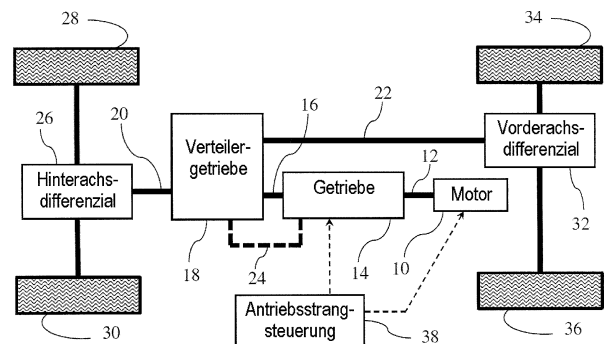 28
34
26
20
16
22
12
Verteiler-
getriebe
Vorderachs-
differenzial
Hinterachs-
differenzial
Getriebe
Motor
32
18
24
14
10
30
Antriebsstrang-
steuerung
38
36